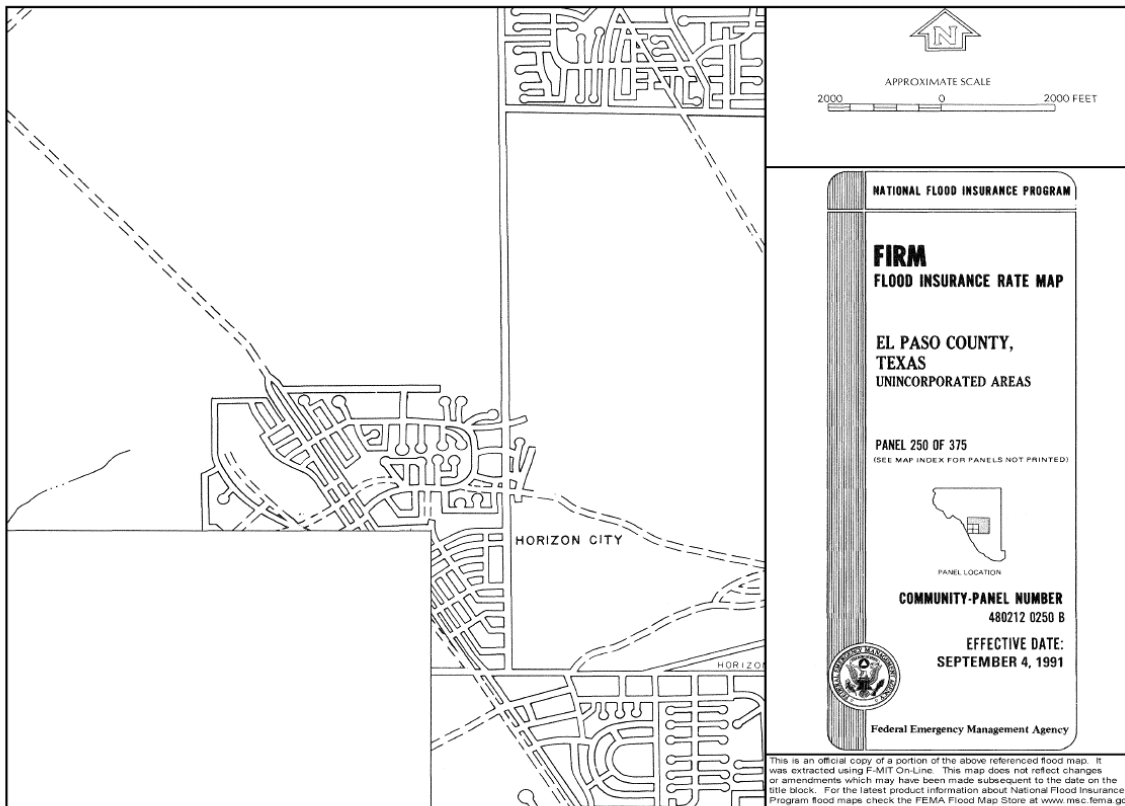 HORIZON CITY
HORIZO
N
APPROXIMATE SCALE
2000 0 2000 FEET
NATIONAL FLOOD INSURANCE PROGRAM
FIRM
FLOOD INSURANCE RATE MAP
EL PASO COUNTY,
TEXAS
UNINCORPORATED AREAS
PANEL 250 OF 375
(SEE MAP INDEX FOR PANELS NOT PRINTED)
PANEL LOCATION
COMMUNITY-PANEL NUMBER
480212 0250 B
EFFECTIVE DATE:
SEPTEMBER 4, 1991
FEDERAL EMERGENCY MANAGEMENT AGENCY
Federal Emergency Management Agency
This is an official copy of a portion of the above referenced flood map. It
was extracted using F-MIT On-Line. This map does not reflect changes
or amendments which may have been made subsequent to the date on the
title block. For the latest product information about National Flood Insurance
Program flood maps check the FEMA Flood Map Store at www.msc.fema.go